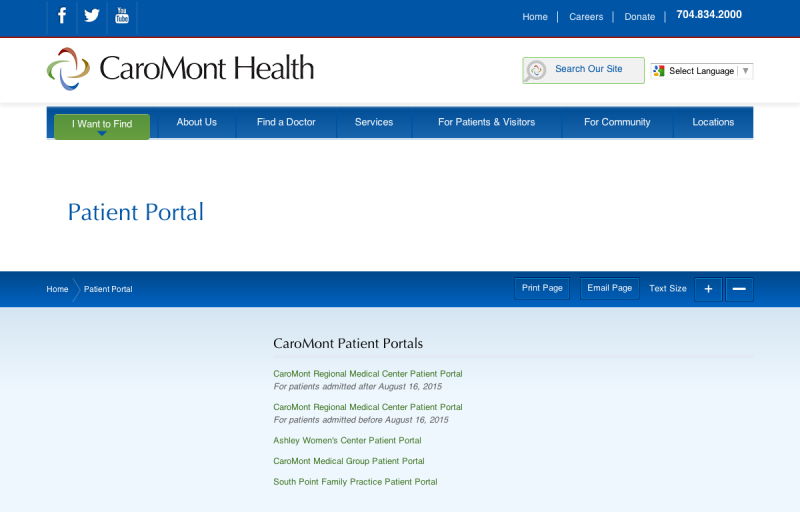 You Tube
Home
Careers
Donate
704.834.2000
CaroMont Health
Search Our Site
Select Language ▼
I Want to Find
About Us
Find a Doctor
Services
For Patients & Visitors
For Community
Locations
Patient Portal
Home
Patient Portal
Print Page
Email Page
Text Size
+
—
CaroMont Patient Portals
CaroMont Regional Medical Center Patient Portal
For patients admitted after August 16, 2015
CaroMont Regional Medical Center Patient Portal
For patients admitted before August 16, 2015
Ashley Women's Center Patient Portal
CaroMont Medical Group Patient Portal
South Point Family Practice Patient Portal